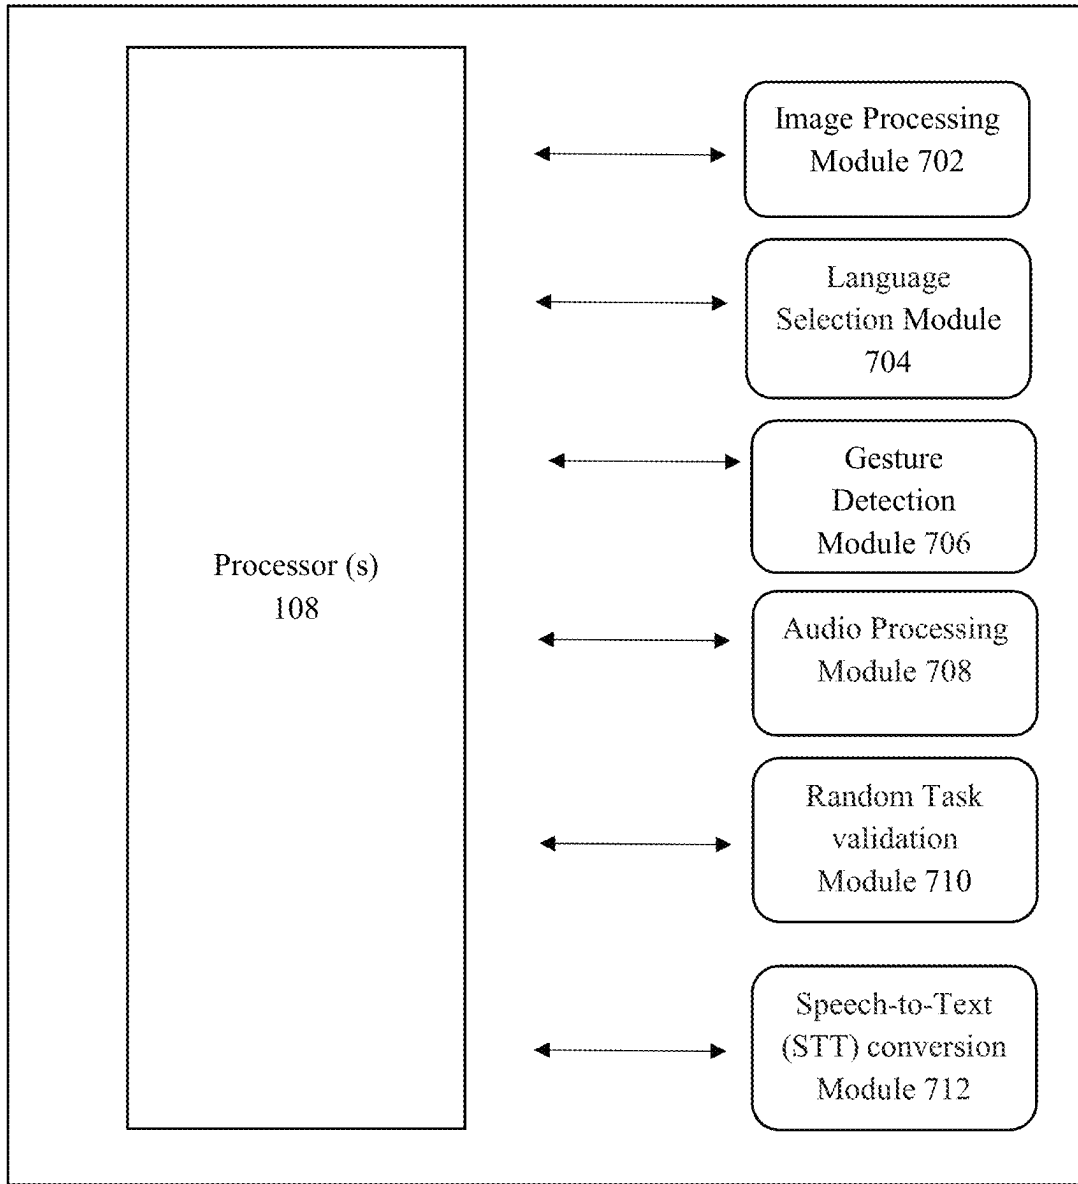 Image Processing
Module 702
Language
Selection Module
704
Gesture
Detection
Module 706
Processor (s)
108
Audio Processing
Module 708
Random Task
validation
Module 710
Speech-to-Text
(STT) conversion
Module 712